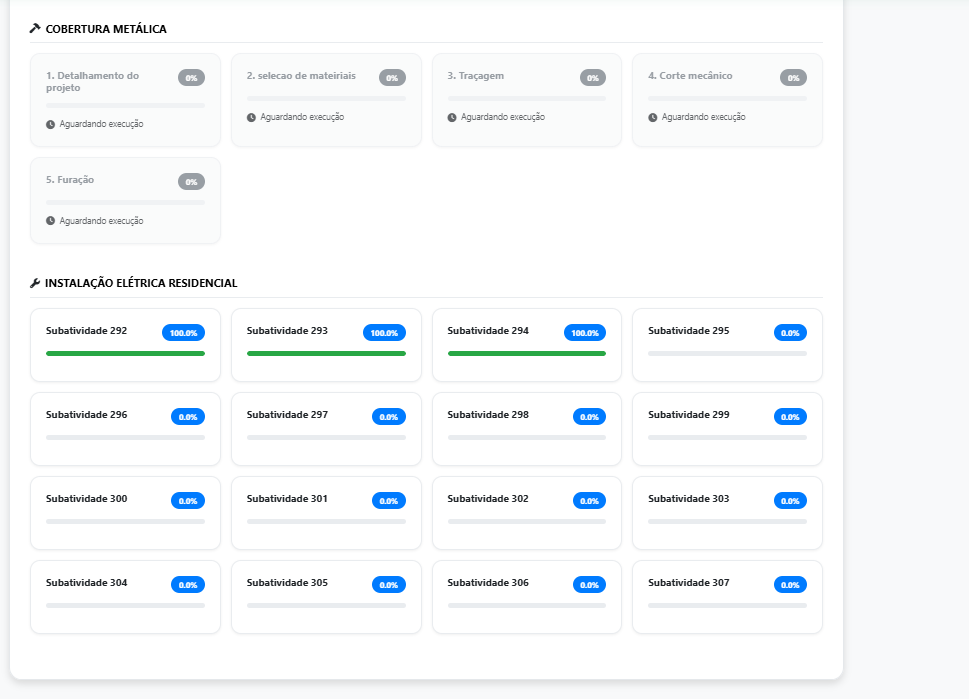 COBERTURA METÁLICA
1. Detalhamento do
projeto
0%
Aguardando execução
2. selecao de mateiriais
0%
Aguardando execução
3. Traçagem
0%
Aguardando execução
4. Corte mecânico
0%
Aguardando execução
5. Furação
0%
Aguardando execução
INSTALAÇÃO ELÉTRICA RESIDENCIAL
Subatividade 292
100.0%
Subatividade 293
100.0%
Subatividade 294
100.0%
Subatividade 295
0.0%
Subatividade 296
0.0%
Subatividade 297
0.0%
Subatividade 298
0.0%
Subatividade 299
0.0%
Subatividade 300
0.0%
Subatividade 301
0.0%
Subatividade 302
0.0%
Subatividade 303
0.0%
Subatividade 304
0.0%
Subatividade 305
0.0%
Subatividade 306
0.0%
Subatividade 307
0.0%